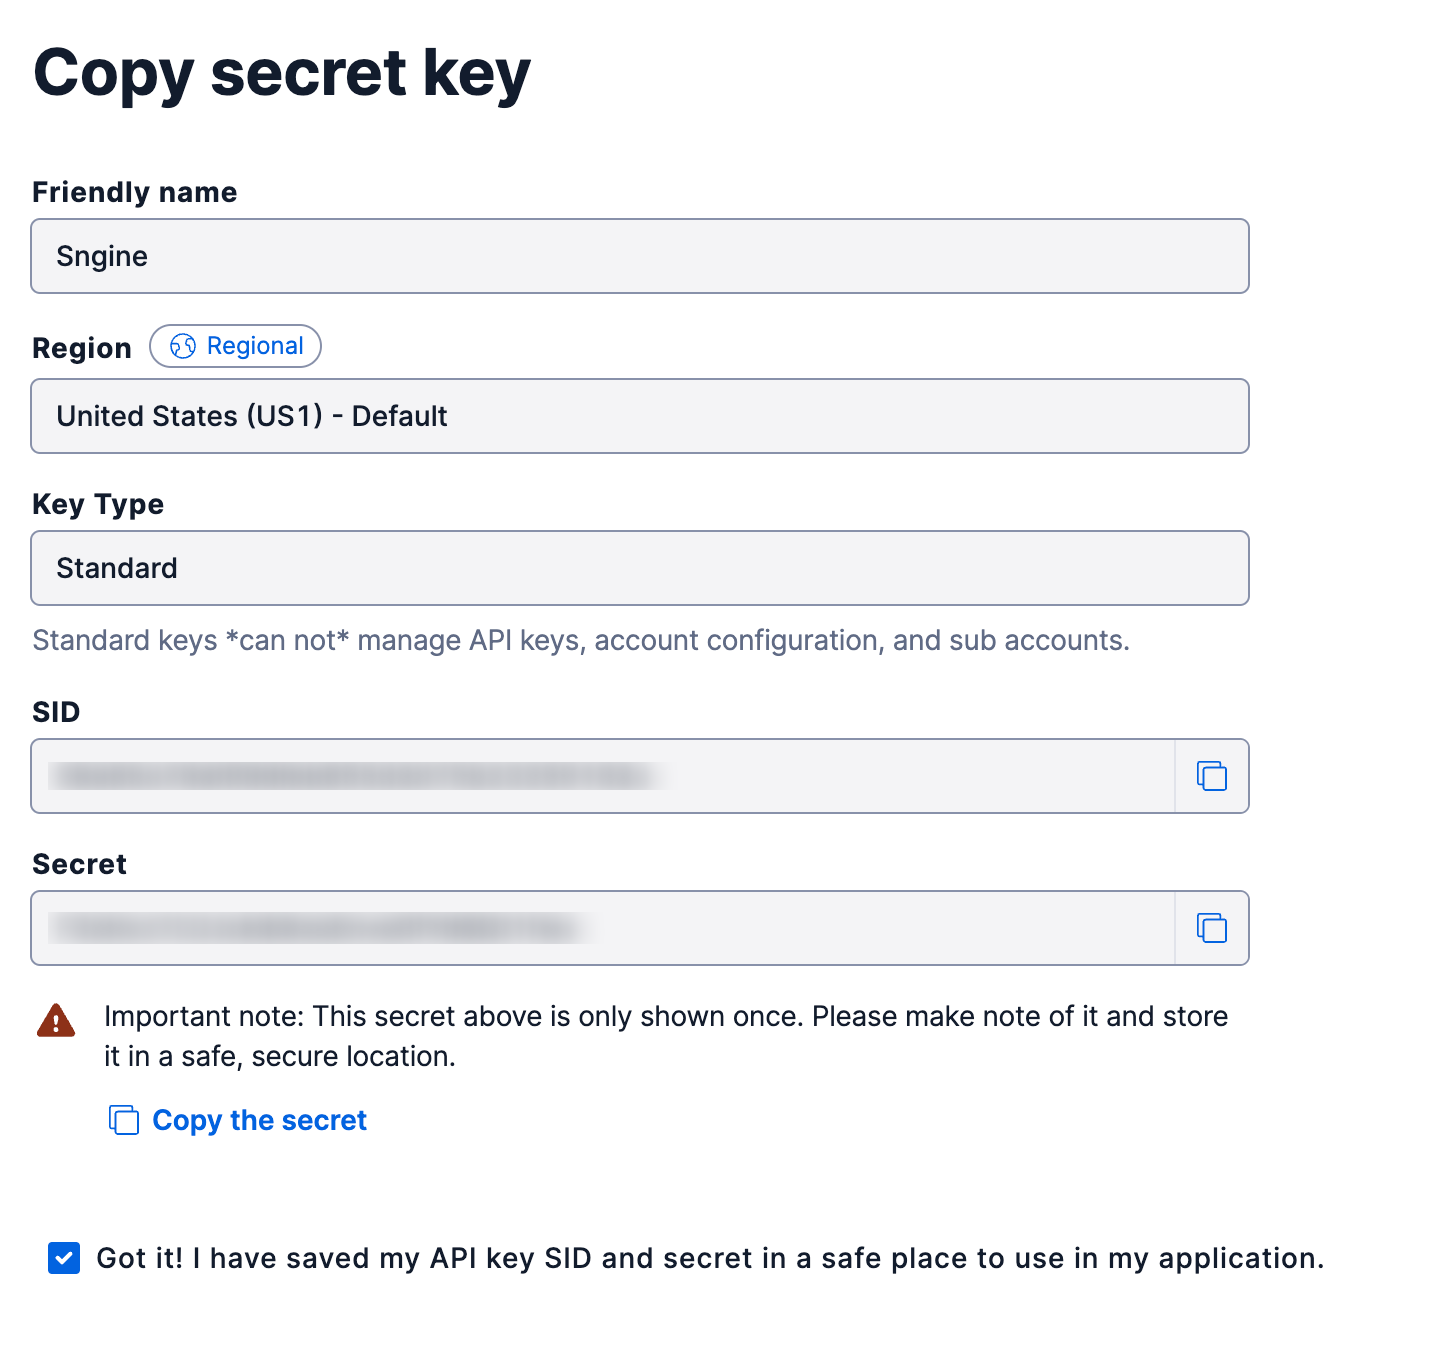 Copy secret key
Friendly name
Sngine
Region
Regional
United States (US1) - Default
Key Type
Standard
Standard keys *can not* manage API keys, account configuration, and sub accounts.
SID
Secret
Important note: This secret above is only shown once. Please make note of it and store
it in a safe, secure location.
Copy the secret
Got it! I have saved my API key SID and secret in a safe place to use in my application.